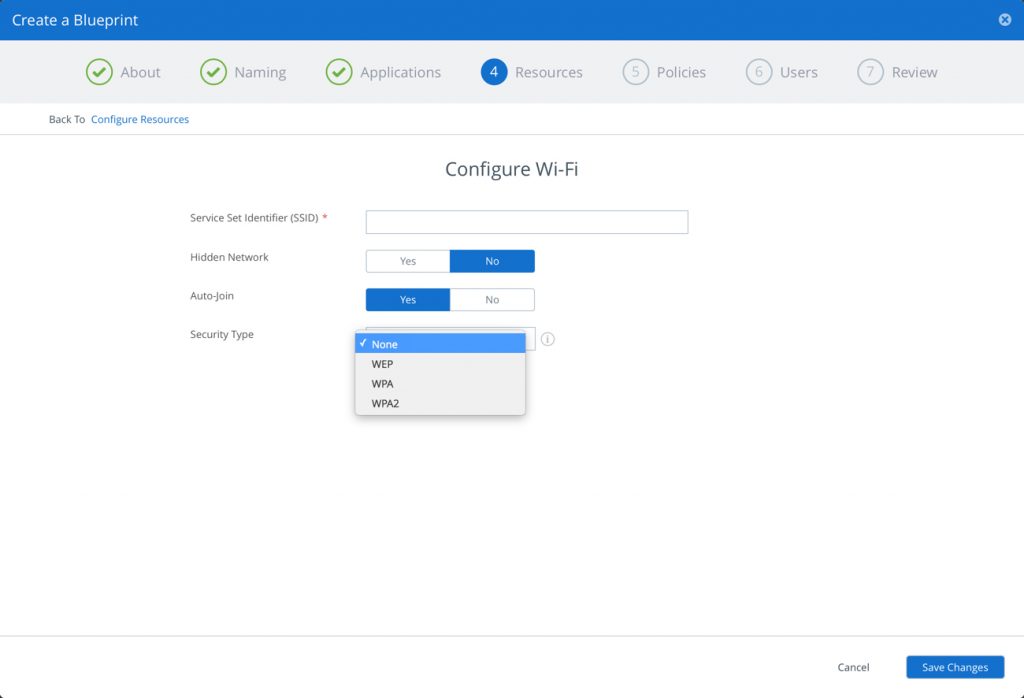 Create a Blueprint
About Naming Applications 4 Resources 5 Policies 6 Users 7 Review
Back To Configure Resources
Configure Wi-Fi
Service Set Identifier (SSID) *
Hidden Network Yes No
Auto-Join Yes No
Security Type
✓ None
WEP
WPA
WPA2
Cancel Save Changes